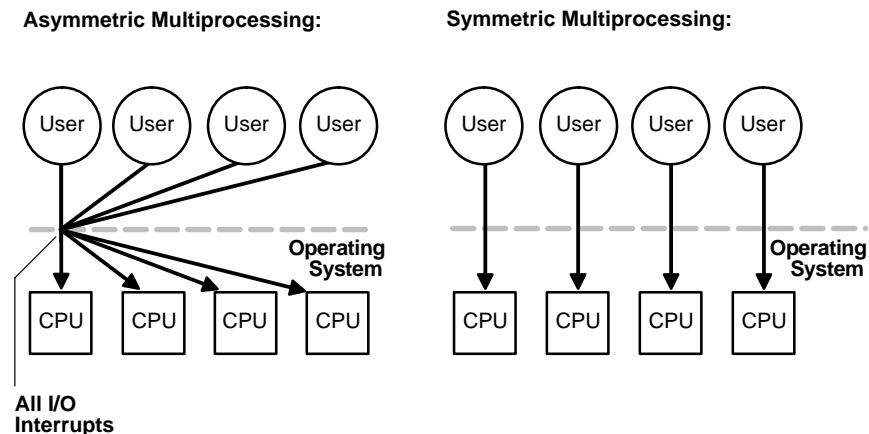 Asymmetric Multiprocessing:
User User User User
Operating
System
CPU CPU CPU CPU
All I/O
Interrupts
Symmetric Multiprocessing:
User User User User
Operating
System
CPU CPU CPU CPU